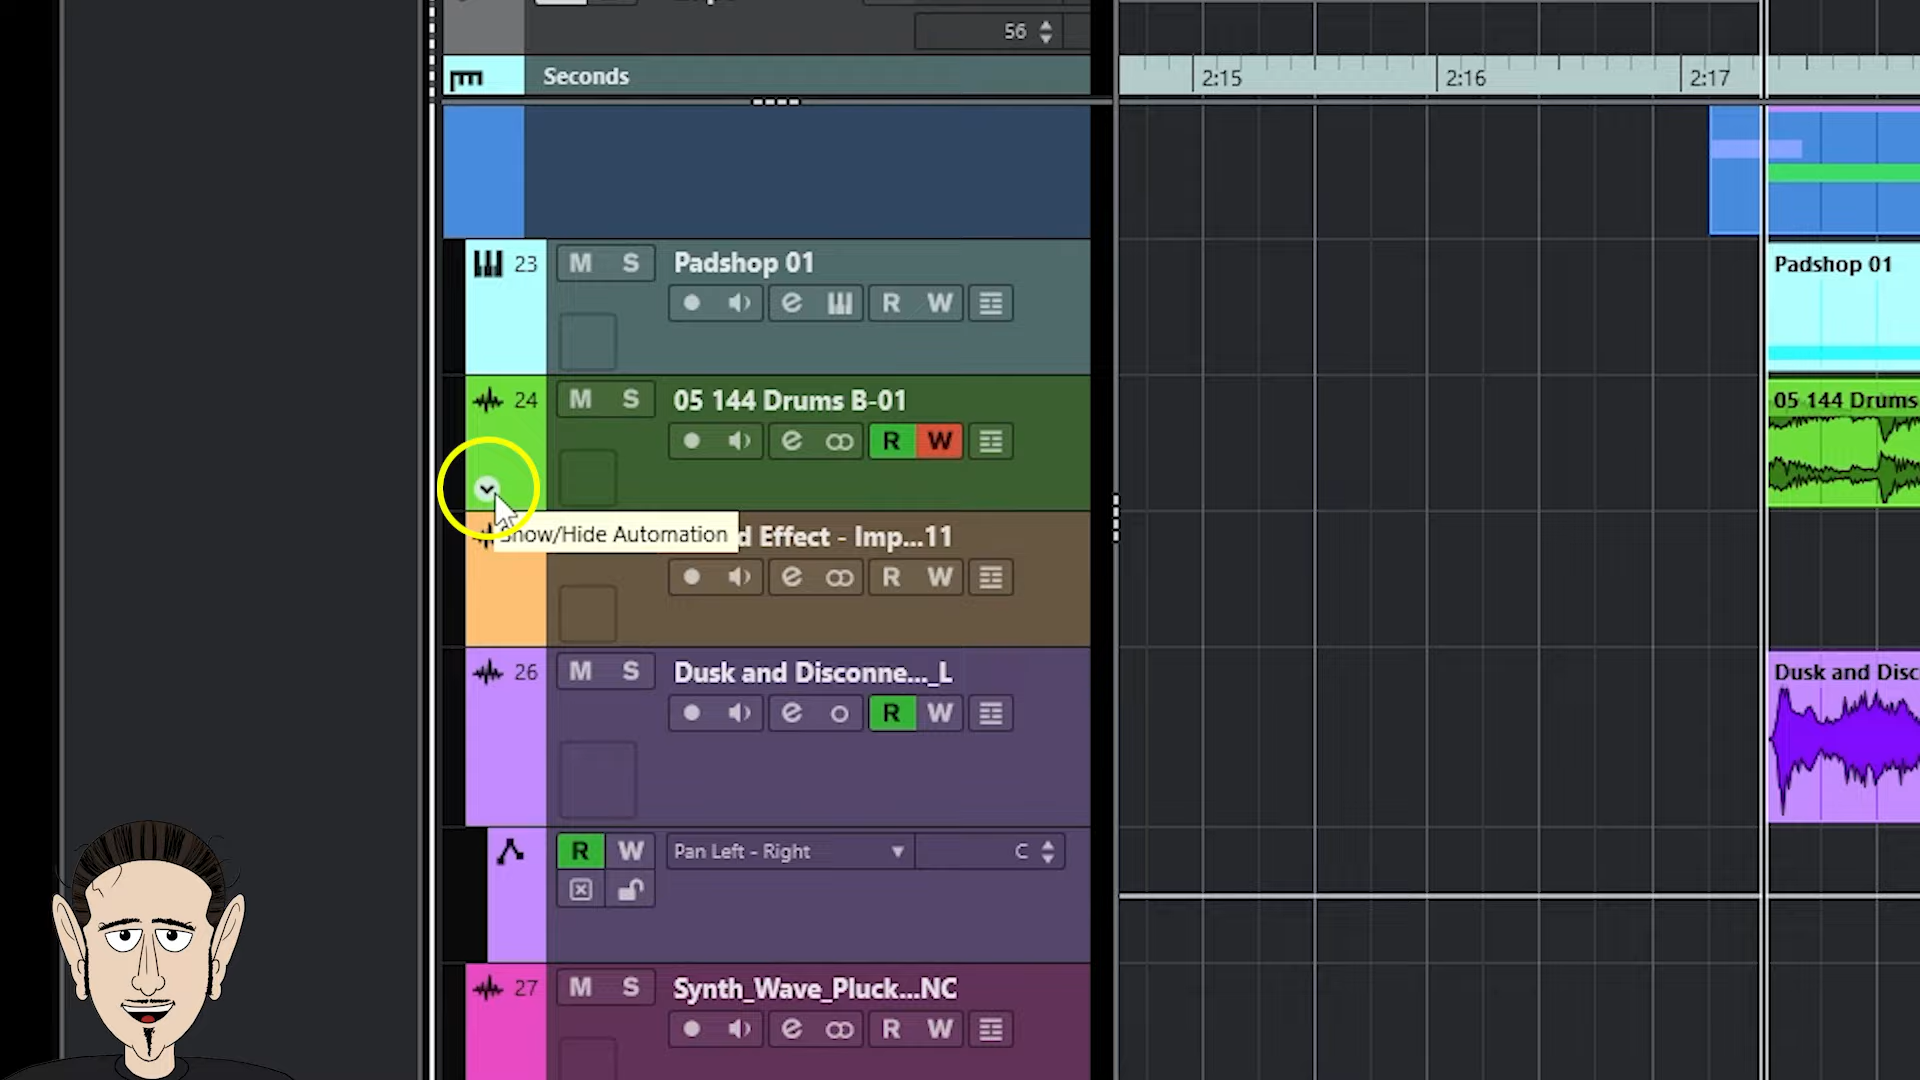 56
Seconds
2:15
2:16
2:17
23
M S
Padshop 01
R W
Padshop 01
24
M S
05 144 Drums B-01
R W
05 144 Drums
Show/Hide Automation
d Effect - Imp...11
R W
26
M S
Dusk and Disconne..._L
R W
Dusk and Disc
R W
Pan Left - Right
C
27
M S
Synth_Wave_Pluck...NC
R W